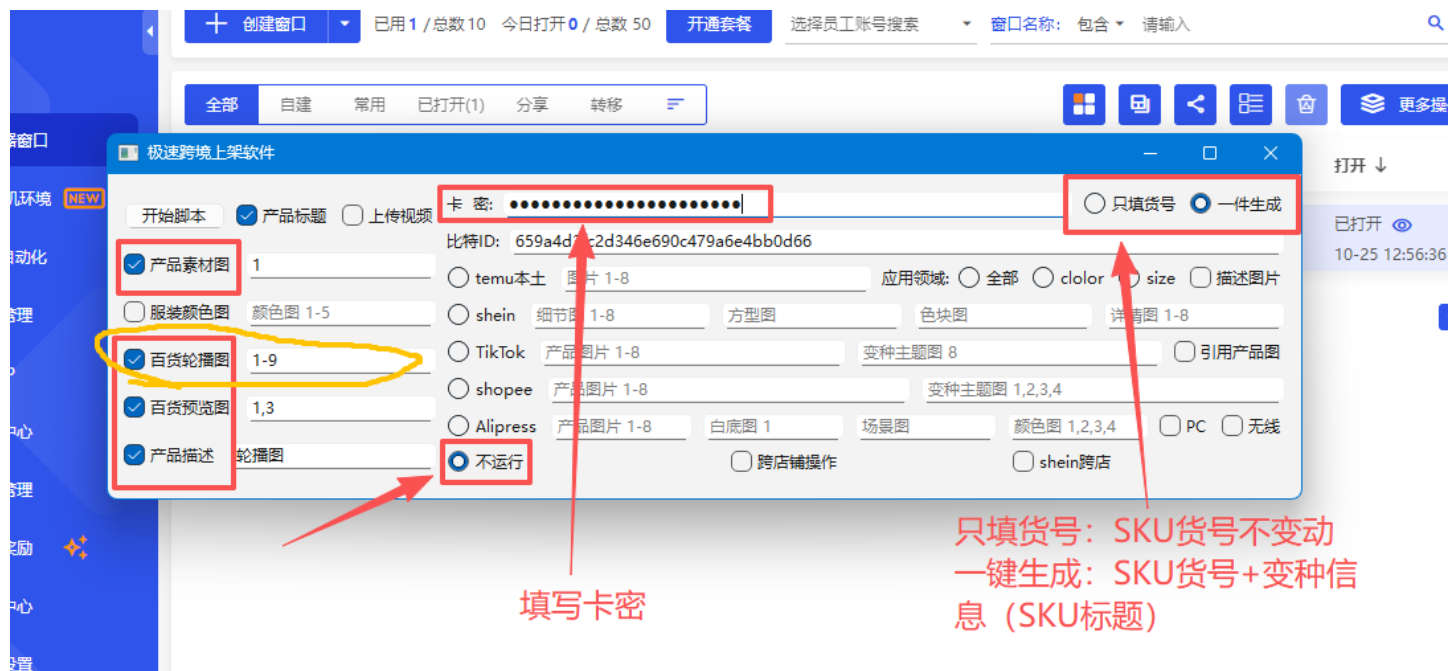 创建窗口 已用1 / 总数10 今日打开0 / 总数 50 开通套餐 选择员工账号搜索 窗口名称: 包含 请输入
全部 自建 常用 已打开(1) 分享 转移 更多操
窗口
极速跨境上架软件
打开
环境 NEW
开始脚本 产品标题 上传视频 卡 密: ●●●●●●●●●●●●●●●●●●●●●● 只填货号 一件生成
已打开
比特ID:
动化 10-25 12:56:36
产品素材图 1 temu本土 图片 1-8 应用领域: 全部 clolor size 描述图片
管理 服装颜色图 颜色图 1-5 shein 细节图 1-8 方型图 色块图 详情图 1-8
百货轮播图 1-9 TikTok 产品图片 1-8 变种主题图 8 引用产品图
shopee 产品图片 1-8 变种主题图 1,2,3,4
百货预览图 1,3
中心 Alipress 产品图片 1-8 白底图 1 场景图 颜色图 1,2,3,4 PC 无线
产品描述 轮播图 不运行 跨店铺操作 shein跨店
管理
只填货号：SKU货号不变动
奖励
一键生成：SKU货号+变种信
填写卡密
中心 息（SKU标题）
设置